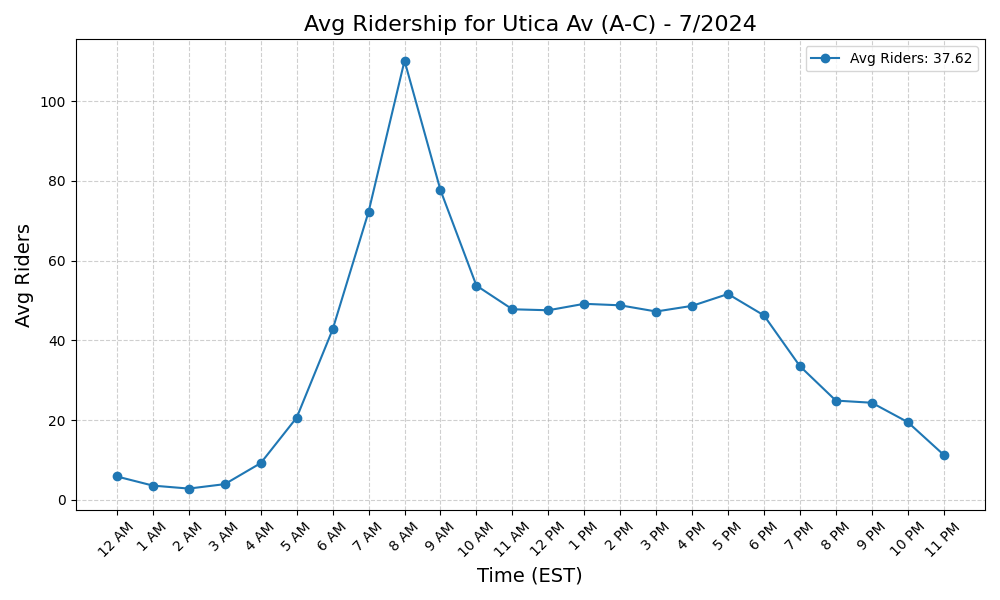 Avg Ridership for Utica Av (A-C) - 7/2024
Avg Riders: 37.62
Avg Riders
100
80
60
40
20
0
12 AM
1 AM
2 AM
3 AM
4 AM
5 AM
6 AM
7 AM
8 AM
9 AM
10 AM
11 AM
12 PM
1 PM
2 PM
3 PM
4 PM
5 PM
6 PM
7 PM
8 PM
9 PM
10 PM
11 PM
Time (EST)